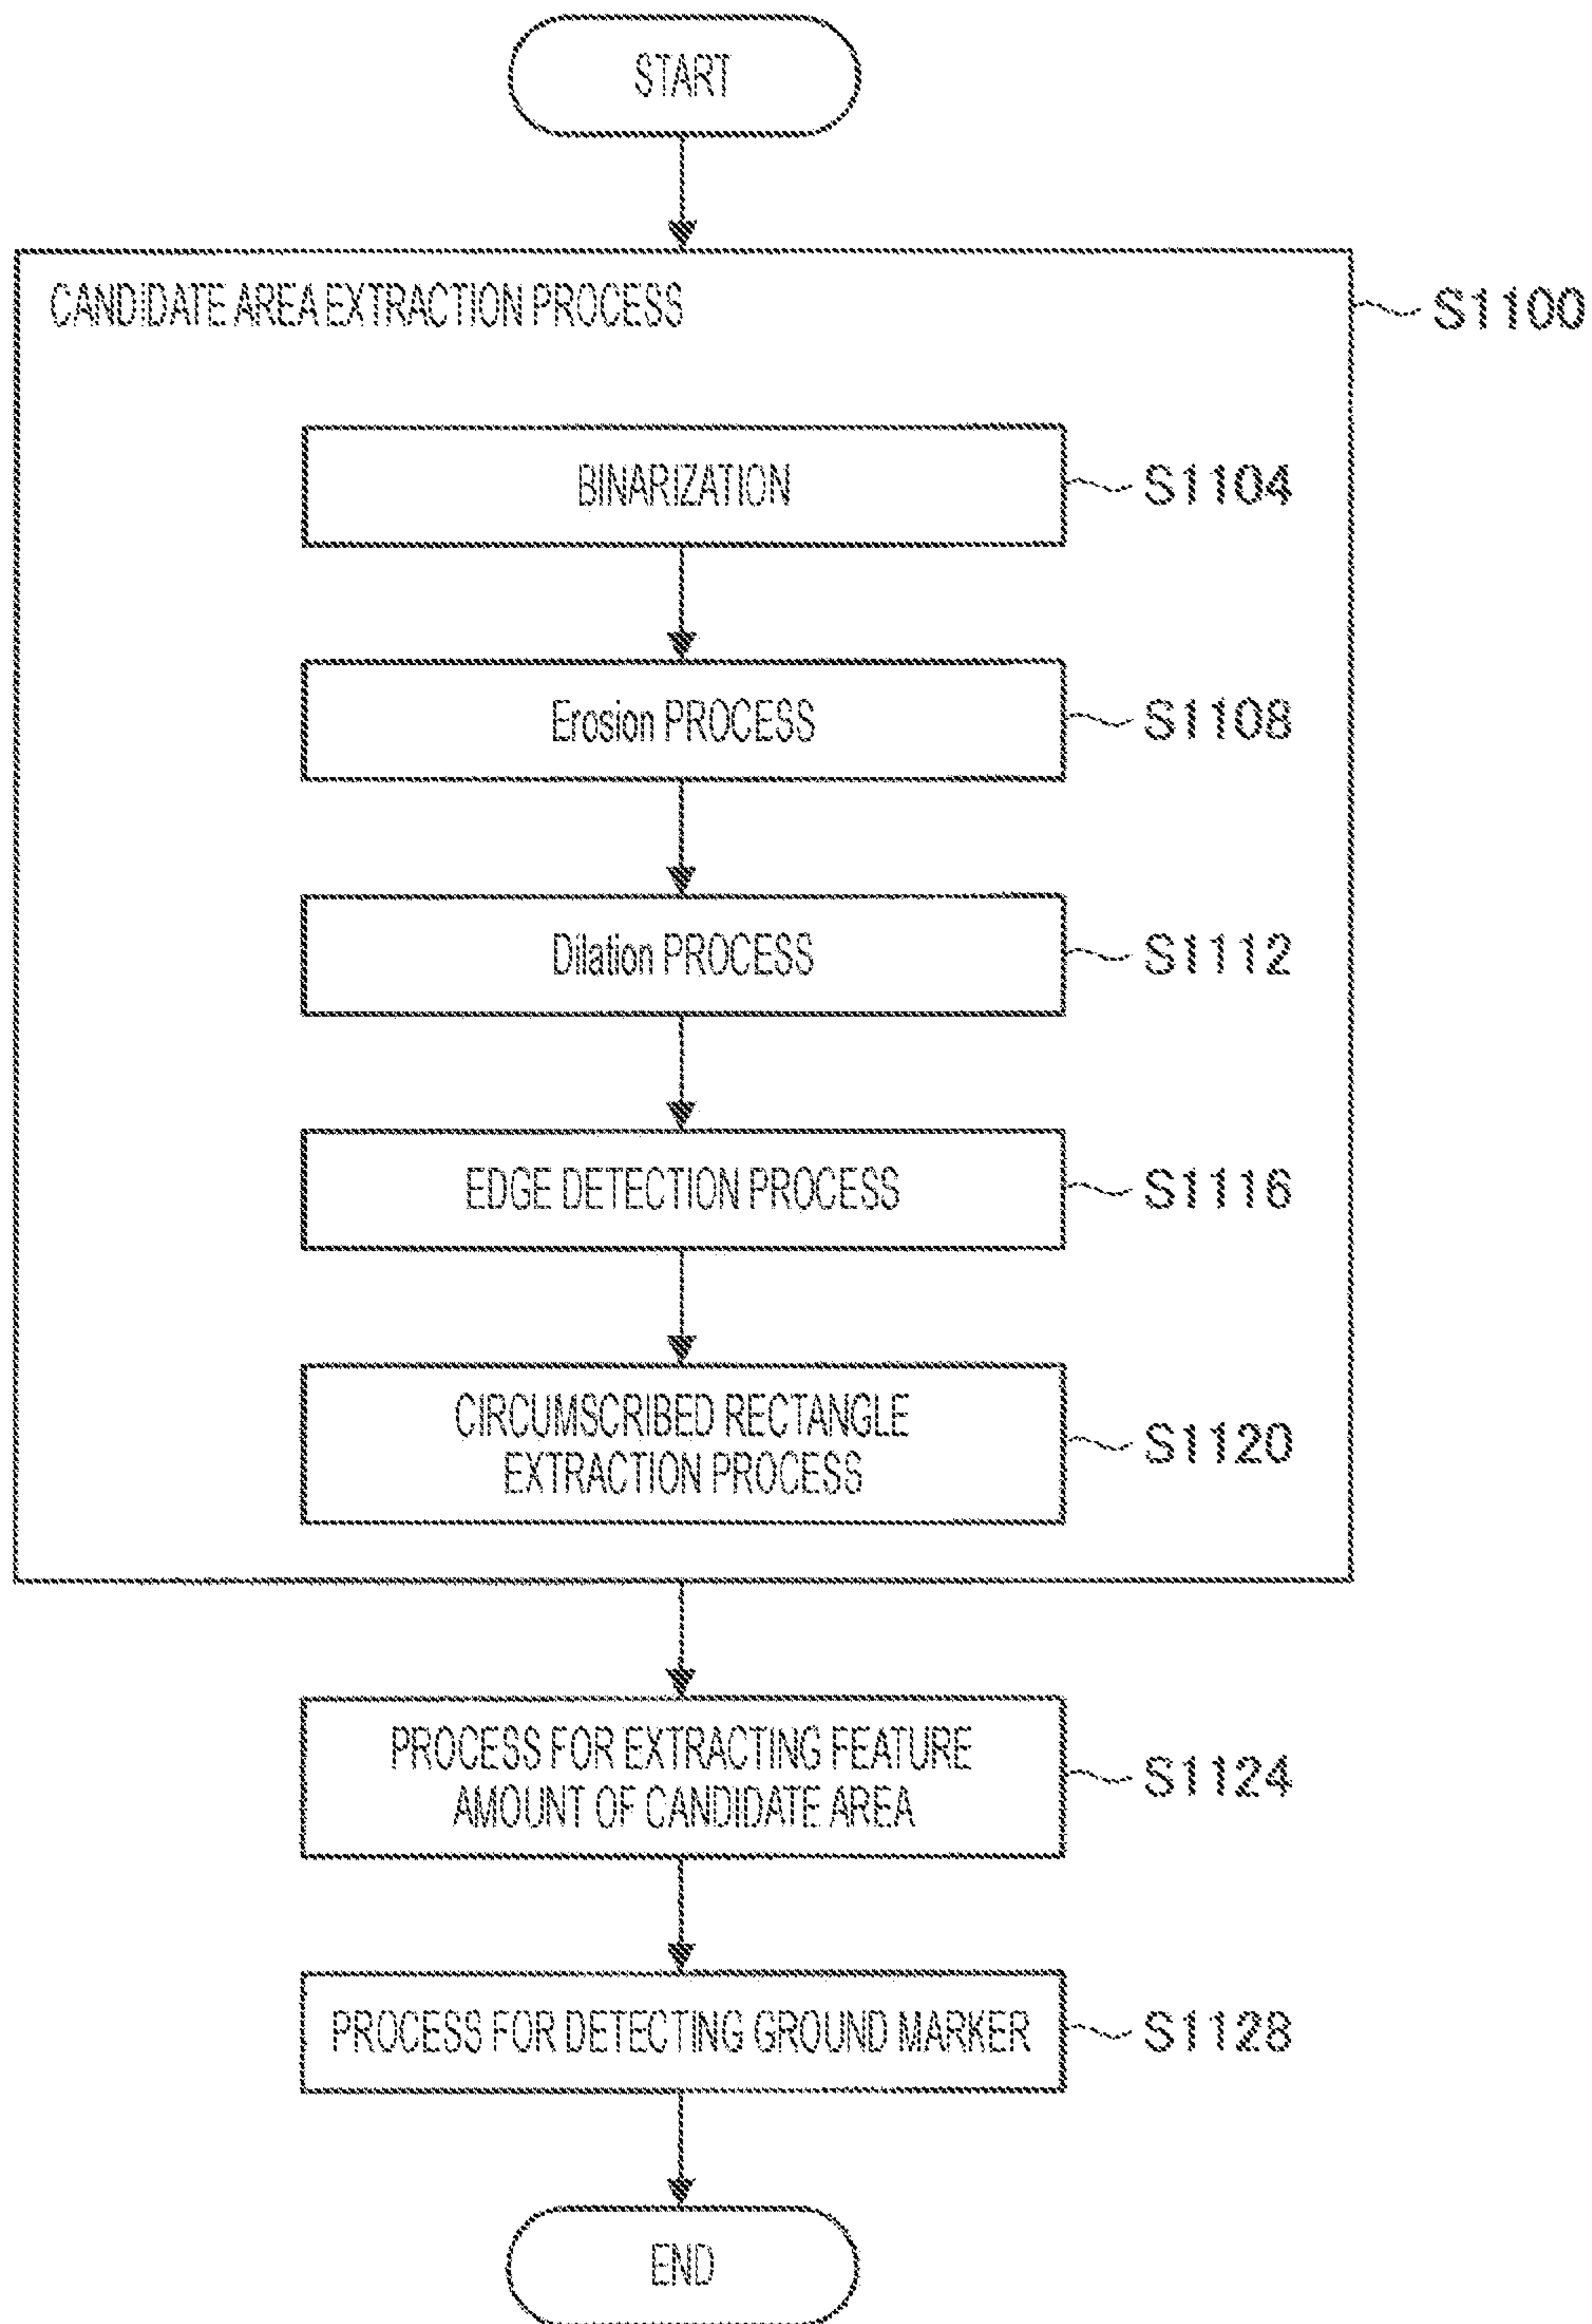 START
CANDIDATE AREA EXTRACTION PROCESS
S1100
BINARIZATION
S1104
Erosion PROCESS
S1108
Dilation PROCESS
S1112
EDGE DETECTION PROCESS
S1116
CIRCUMSCRIBED RECTANGLE
EXTRACTION PROCESS
S1120
PROCESS FOR EXTRACTING FEATURE
AMOUNT OF CANDIDATE AREA
S1124
PROCESS FOR DETECTING GROUND MARKER
S1128
END